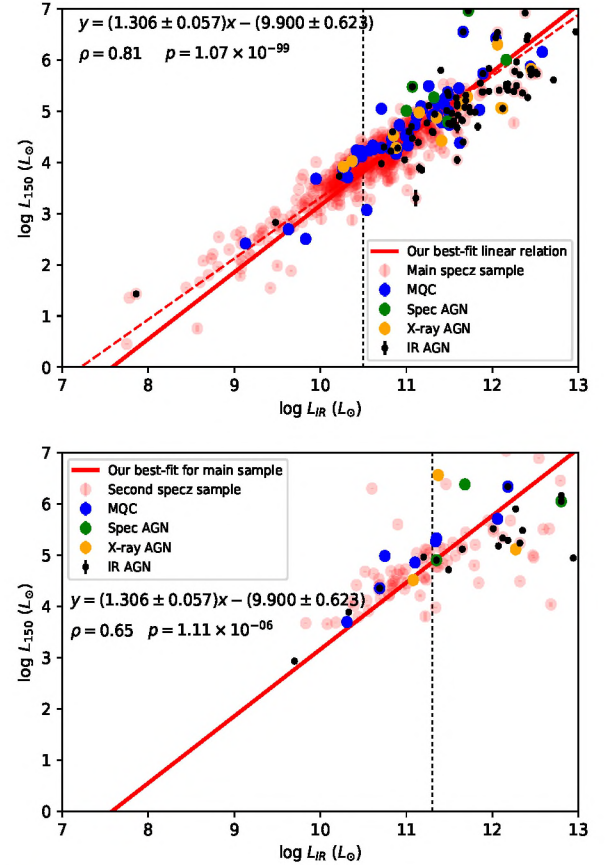 y = (1.306 ± 0.057)x − (9.900 ± 0.623)
ρ = 0.81 p = 1.07 × 10⁻⁹⁹
7
6
5
4
3
2
1
0
log L₁₅₀ (L⊙)
Our best-fit linear relation
Main specz sample
MQC
Spec AGN
X-ray AGN
IR AGN
7 8 9 10 11 12 13
log L_IR (L⊙)
7
6
5
4
3
2
1
0
log L₁₅₀ (L⊙)
Our best-fit for main sample
Second specz sample
MQC
Spec AGN
X-ray AGN
IR AGN
y = (1.306 ± 0.057)x − (9.900 ± 0.623)
ρ = 0.65 p = 1.11 × 10⁻⁰⁶
7 8 9 10 11 12 13
log L_IR (L⊙)